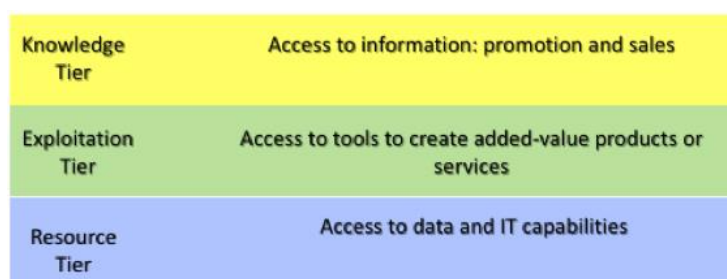 Knowledge
Tier
Access to information: promotion and sales
Exploitation
Tier
Access to tools to create added-value products or
services
Resource
Tier
Access to data and IT capabilities